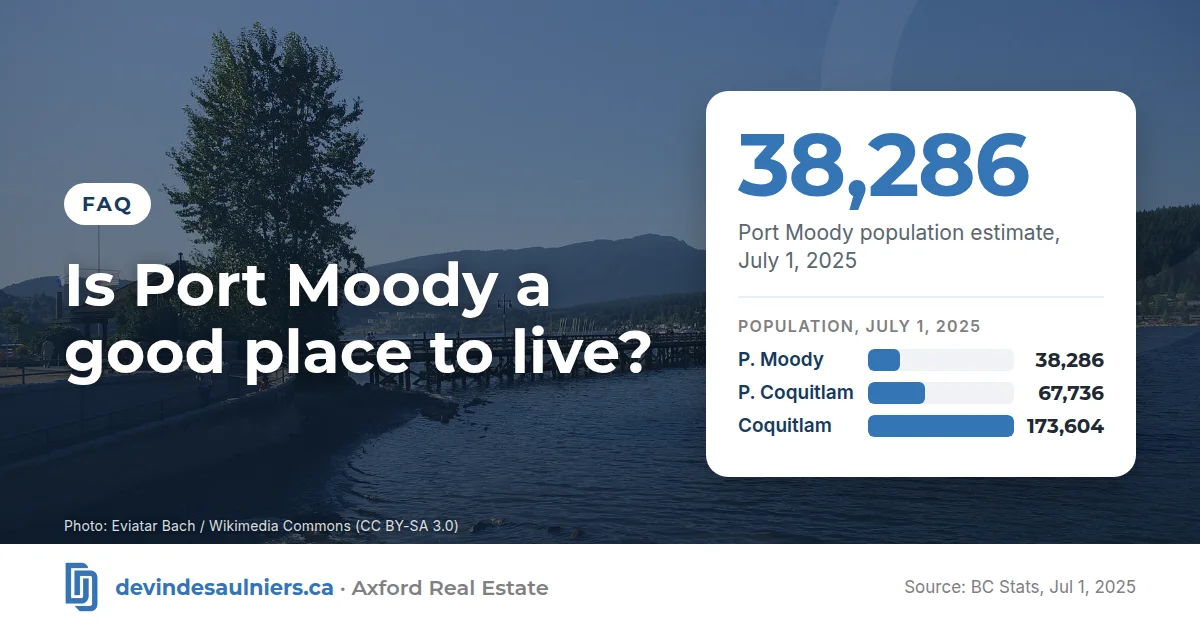 FAQ
Is Port Moody a
good place to live?
Photo: Eviatar Bach / Wikimedia Commons (CC BY-SA 3.0)
38,286
Port Moody population estimate,
July 1, 2025
POPULATION, JULY 1, 2025
P. Moody 38,286
P. Coquitlam 67,736
Coquitlam 173,604
devindesaulniers.ca · Axford Real Estate
Source: BC Stats, Jul 1, 2025